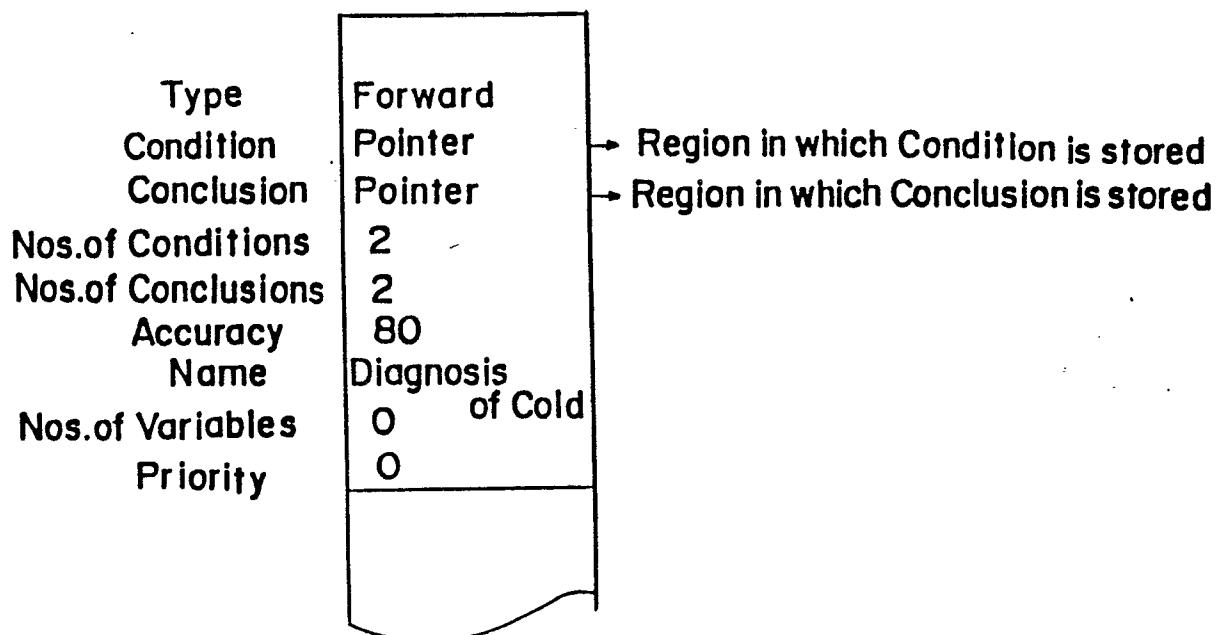 Type Forward
Condition Pointer → Region in which Condition is stored
Conclusion Pointer → Region in which Conclusion is stored
Nos.of Conditions 2
Nos.of Conclusions 2
Accuracy 80
Name Diagnosis
of Cold
Nos.of Variables 0
Priority 0